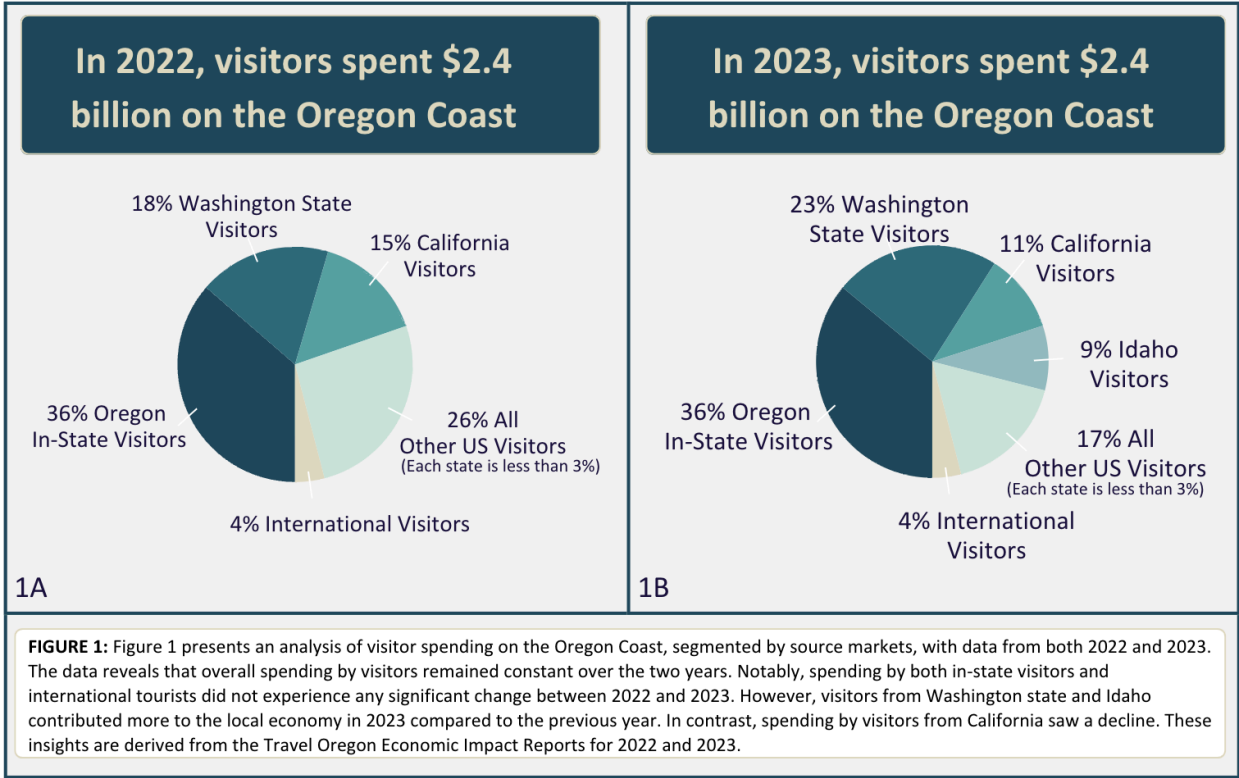 In 2022, visitors spent $2.4
billion on the Oregon Coast
18% Washington State
Visitors
15% California
Visitors
36% Oregon
In-State Visitors
26% All
Other US Visitors
(Each state is less than 3%)
4% International Visitors
1A
In 2023, visitors spent $2.4
billion on the Oregon Coast
23% Washington
State Visitors
11% California
Visitors
9% Idaho
Visitors
36% Oregon
In-State Visitors
17% All
Other US Visitors
(Each state is less than 3%)
4% International
Visitors
1B
FIGURE 1: Figure 1 presents an analysis of visitor spending on the Oregon Coast, segmented by source markets, with data from both 2022 and 2023.
The data reveals that overall spending by visitors remained constant over the two years. Notably, spending by both in-state visitors and
international tourists did not experience any significant change between 2022 and 2023. However, visitors from Washington state and Idaho
contributed more to the local economy in 2023 compared to the previous year. In contrast, spending by visitors from California saw a decline. These
insights are derived from the Travel Oregon Economic Impact Reports for 2022 and 2023.